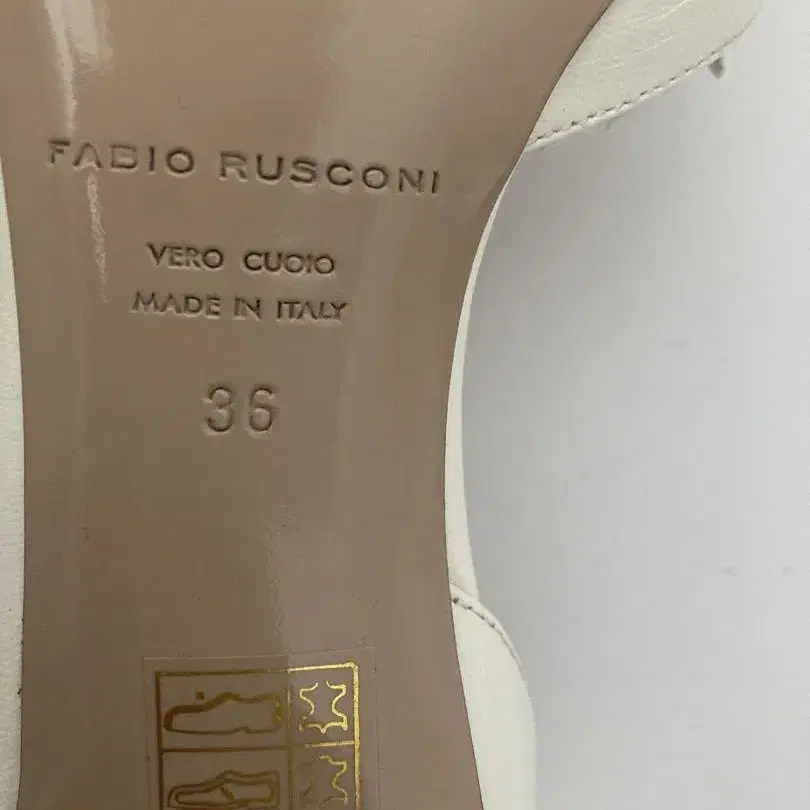 FABIO RUSCONI
VERO CUOIO
MADE IN ITALY
36